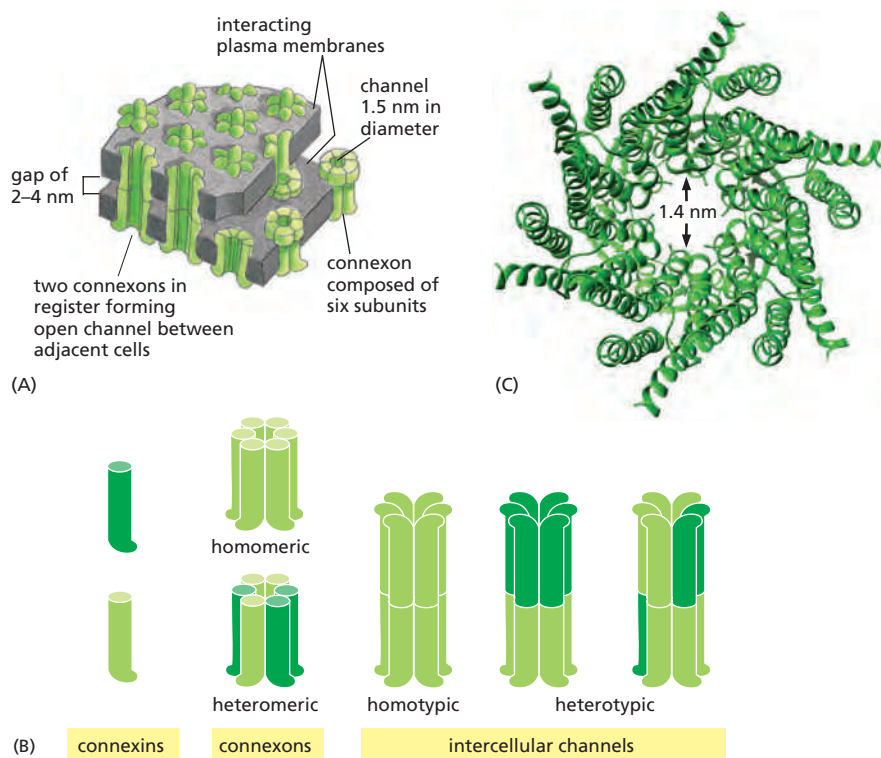 interacting
plasma membranes
channel
1.5 nm in
diameter
gap of
2–4 nm
two connexons in
register forming
open channel between
adjacent cells
connexon
composed of
six subunits
(A)
1.4 nm
(C)
homomeric
heteromeric
homotypic
heterotypic
(B)
connexins
connexons
intercellular channels